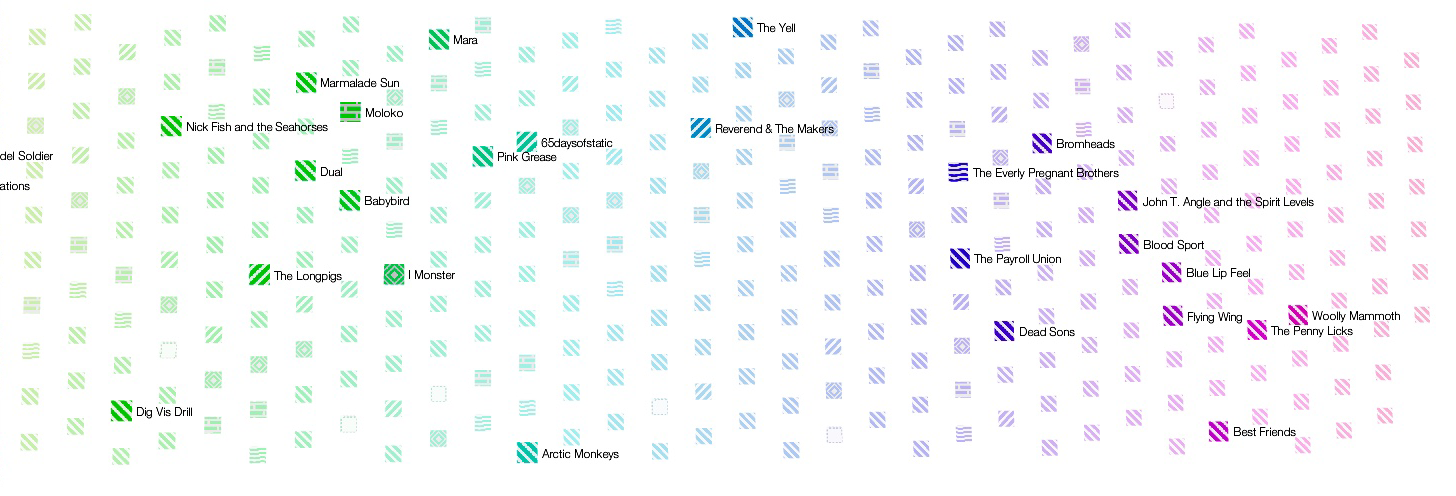 The Yell
Mara
Marmalade Sun
Moloko
Nick Fish and the Seahorses
Reverend & The Makers
65daysofstatic
Bromheads
del Soldier
Pink Grease
Dual
The Everly Pregnant Brothers
ations
Babybird
John T. Angle and the Spirit Levels
Blood Sport
The Payroll Union
Blue Lip Feel
The Longpigs
I Monster
Flying Wing
Woolly Mammoth
The Penny Licks
Dead Sons
Dig Vis Drill
Best Friends
Arctic Monkeys